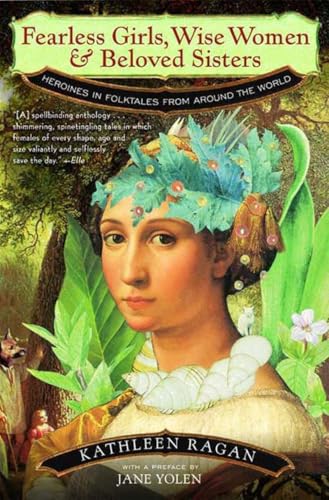 Fearless Girls, Wise Women
& Beloved Sisters
HEROINES IN FOLKTALES FROM AROUND THE WORLD
"[A] spellbinding anthology . . .
shimmering, spinetingling tales in which
females of every shape, age and
size valiantly and selflessly
save the day." —Elle
KATHLEEN RAGAN
WITH A PREFACE BY
JANE YOLEN